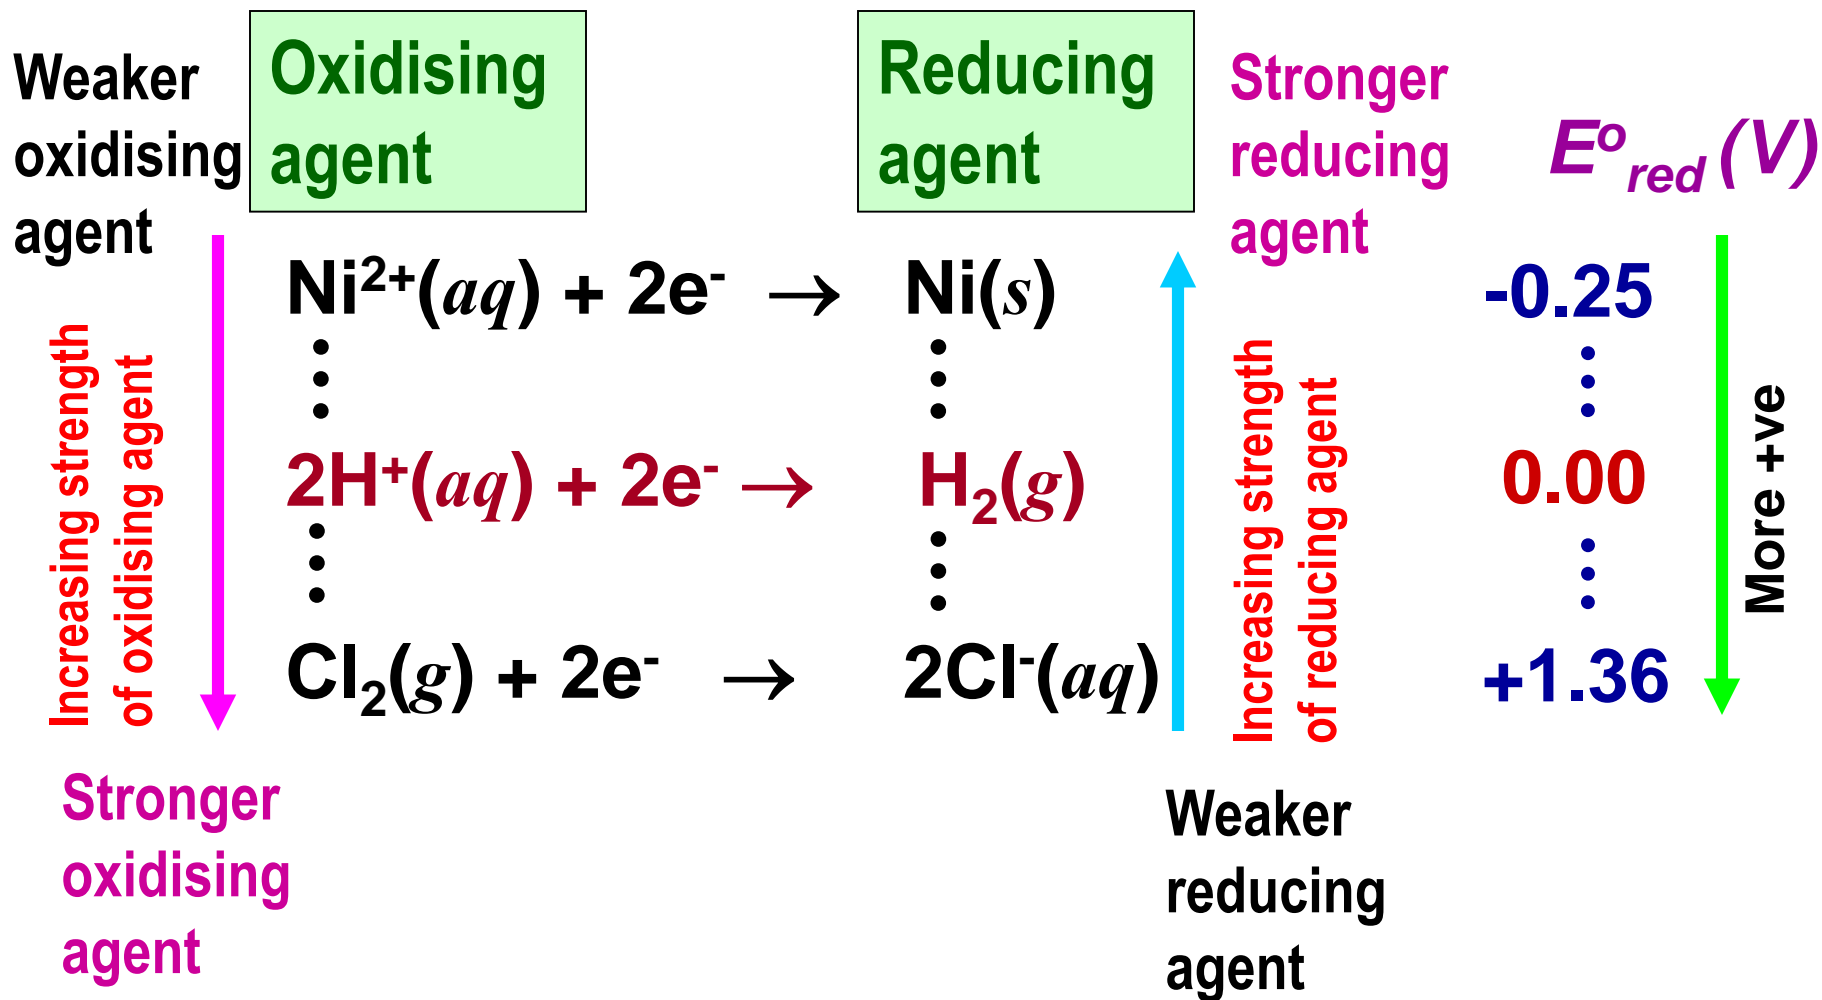 Weaker
oxidising
agent
Oxidising
agent
Reducing
agent
Stronger
reducing
agent
E°red (V)
Ni²⁺(aq) + 2e⁻ → Ni(s) -0.25
2H⁺(aq) + 2e⁻ → H₂(g) 0.00
Cl₂(g) + 2e⁻ → 2Cl⁻(aq) +1.36
Increasing strength
of oxidising agent
Increasing strength
of reducing agent
More +ve
Stronger
oxidising
agent
Weaker
reducing
agent